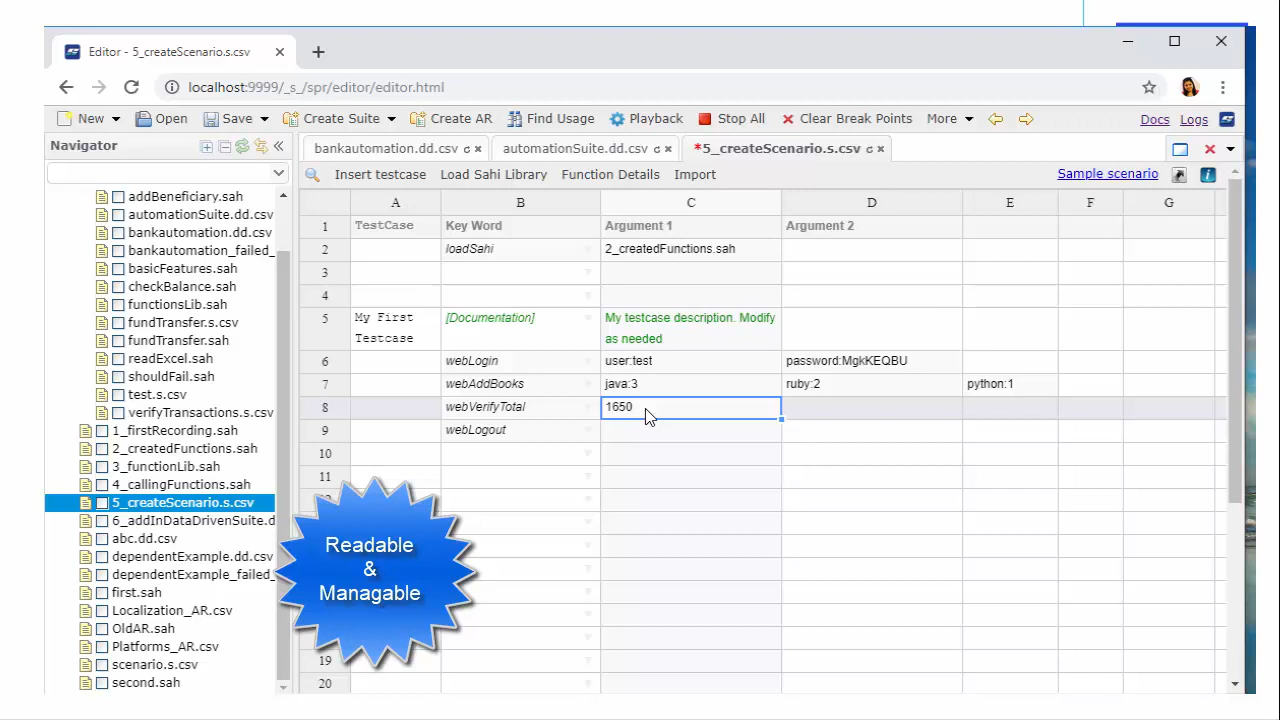 Editor - 5_createScenario.s.csv
localhost:9999/_s_/spr/editor/editor.html
New Open Save Create Suite Create AR Find Usage Playback Stop All Clear Break Points More Docs Logs
Navigator
bankautomation.dd.csv automationSuite.dd.csv *5_createScenario.s.csv
Insert testcase Load Sahi Library Function Details Import Sample scenario
addBeneficiary.sah
automationSuite.dd.csv
bankautomation.dd.csv
bankautomation_failed_
basicFeatures.sah
checkBalance.sah
functionsLib.sah
fundTransfer.s.csv
fundTransfer.sah
readExcel.sah
shouldFail.sah
test.s.csv
verifyTransactions.s.csv
1_firstRecording.sah
2_createdFunctions.sah
3_functionLib.sah
4_callingFunctions.sah
5_createScenario.s.csv
6_addInDataDrivenSuite.d
abc.dd.csv
dependentExample.dd.csv
dependentExample_failed_
first.sah
Localization_AR.csv
OldAR.sah
Platforms_AR.csv
scenario.s.csv
second.sah
A B C D E F G
1 TestCase Key Word Argument 1 Argument 2
2 loadSahi 2_createdFunctions.sah
3
4
5 My First [Documentation] My testcase description. Modify
Testcase as needed
6 webLogin user:test password:MgkKEQBU
7 webAddBooks java:3 ruby:2 python:1
8 webVerifyTotal 1650
9 webLogout
10
11
19
20
Readable
&
Managable